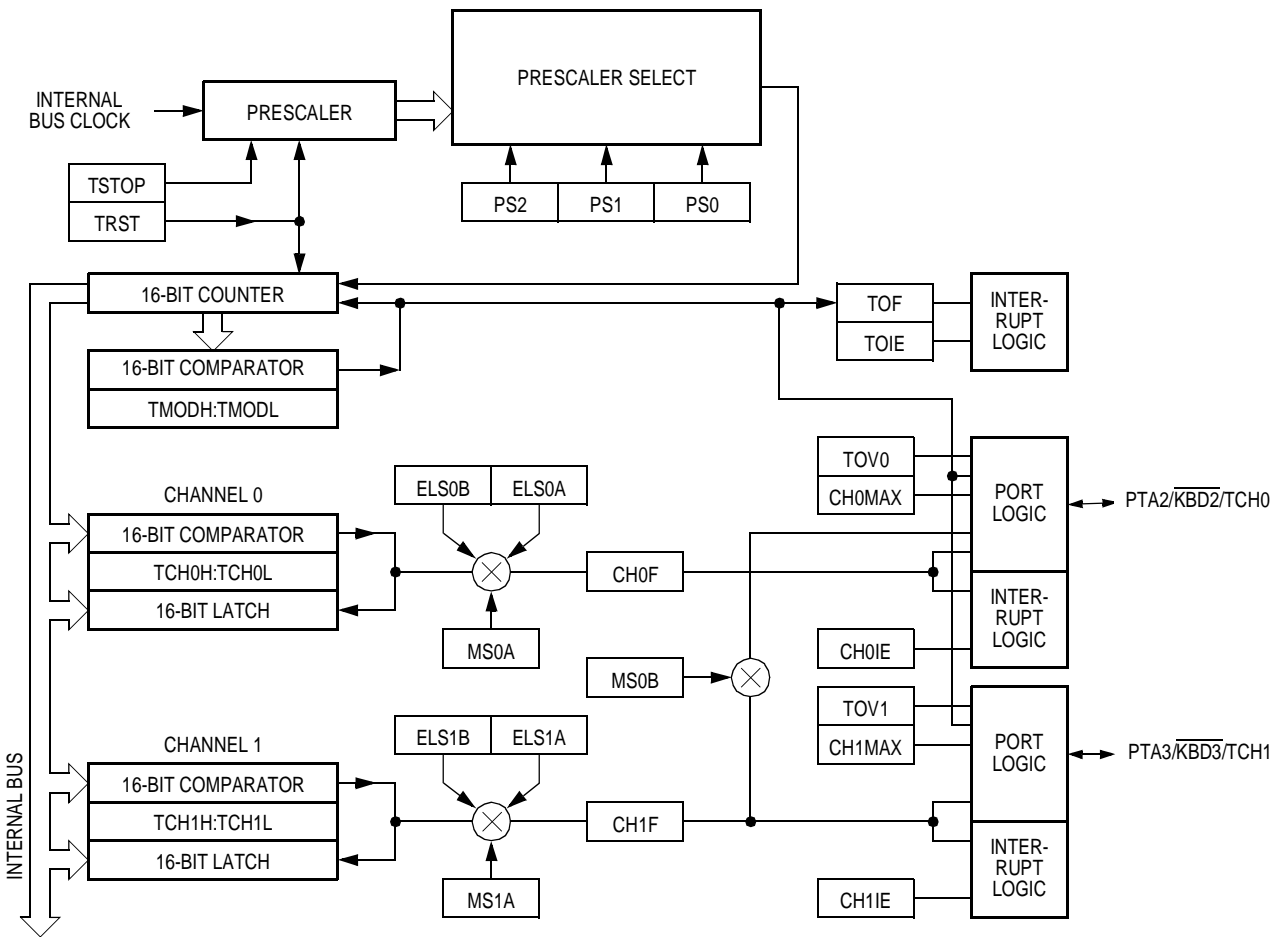 PRESCALER SELECT
INTERNAL
BUS CLOCK
PRESCALER
TSTOP
TRST
PS2
PS1
PS0
16-BIT COUNTER
16-BIT COMPARATOR
TMODH:TMODL
TOF
TOIE
INTER-
RUPT
LOGIC
CHANNEL 0
16-BIT COMPARATOR
TCH0H:TCH0L
16-BIT LATCH
ELS0B
ELS0A
MS0A
CH0F
TOV0
CH0MAX
PORT
LOGIC
PTA2/KBD2/TCH0
INTER-
RUPT
LOGIC
CH0IE
MS0B
CHANNEL 1
16-BIT COMPARATOR
TCH1H:TCH1L
16-BIT LATCH
ELS1B
ELS1A
MS1A
CH1F
TOV1
CH1MAX
PORT
LOGIC
PTA3/KBD3/TCH1
INTER-
RUPT
LOGIC
CH1IE
INTERNAL BUS